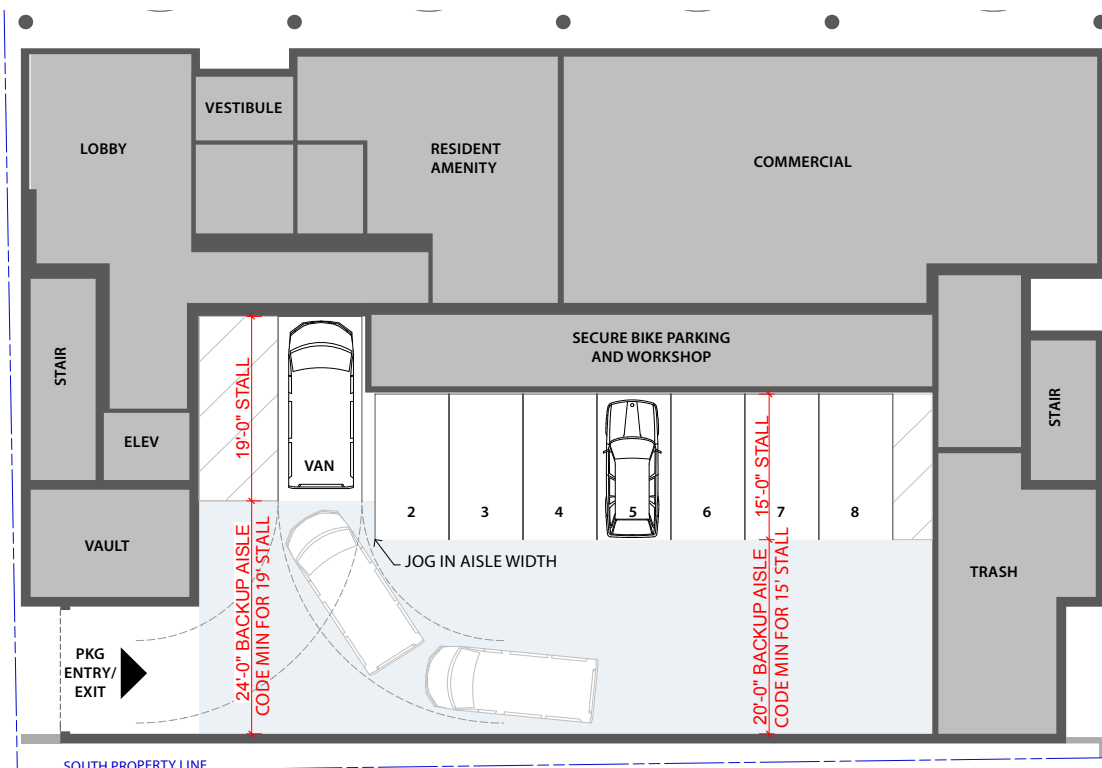 VESTIBULE
LOBBY
RESIDENT
AMENITY
COMMERCIAL
SECURE BIKE PARKING
AND WORKSHOP
STAIR
STAIR
ELEV
VAN
19'-0" STALL
15'-0" STALL
2
3
4
5
6
7
8
VAULT
JOG IN AISLE WIDTH
TRASH
24'-0" BACKUP AISLE
CODE MIN FOR 19' STALL
20'-0" BACKUP AISLE
CODE MIN FOR 15' STALL
PKG
ENTRY/
EXIT
SOUTH PROPERTY LINE